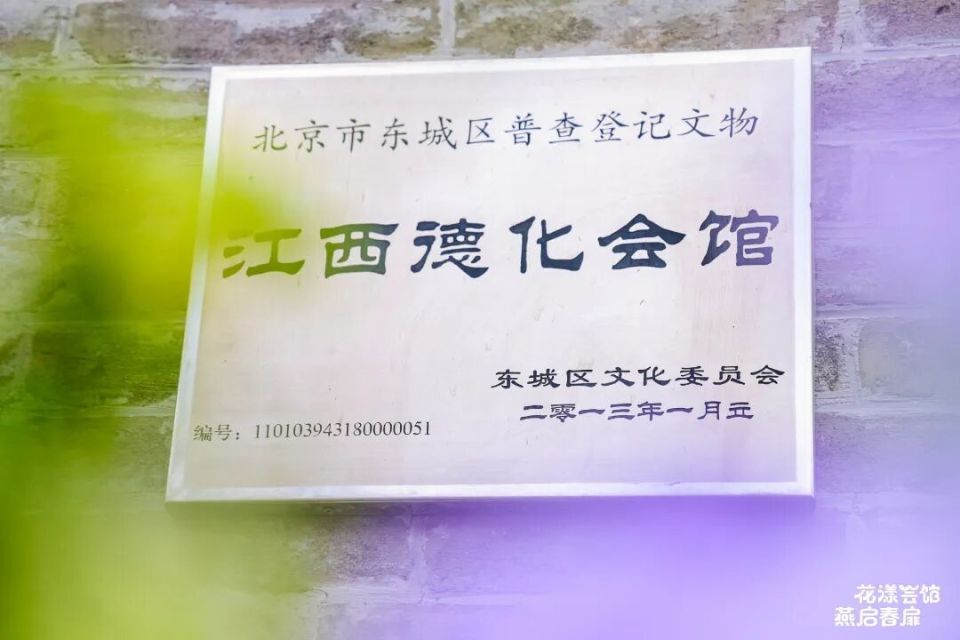 北京市东城区普查登记文物
江西德化会馆
东城区文化委员会
二零一三年一月立
编号：110103943180000051
花漾会馆
燕启春扉